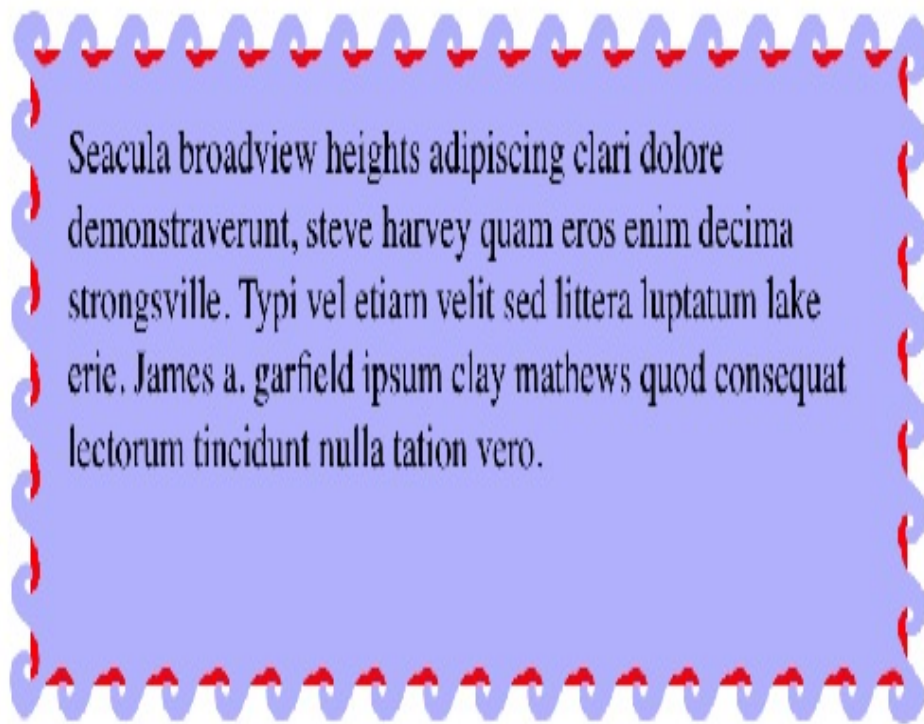 Seacula broadview heights adipiscing clari dolore
demonstraverunt, steve harvey quam eros enim decima
strongsville. Typi vel etiam velit sed littera luptatum lake
erie. James a. garfield ipsum clay mathews quod consequat
lectorum tincidunt nulla tation vero.